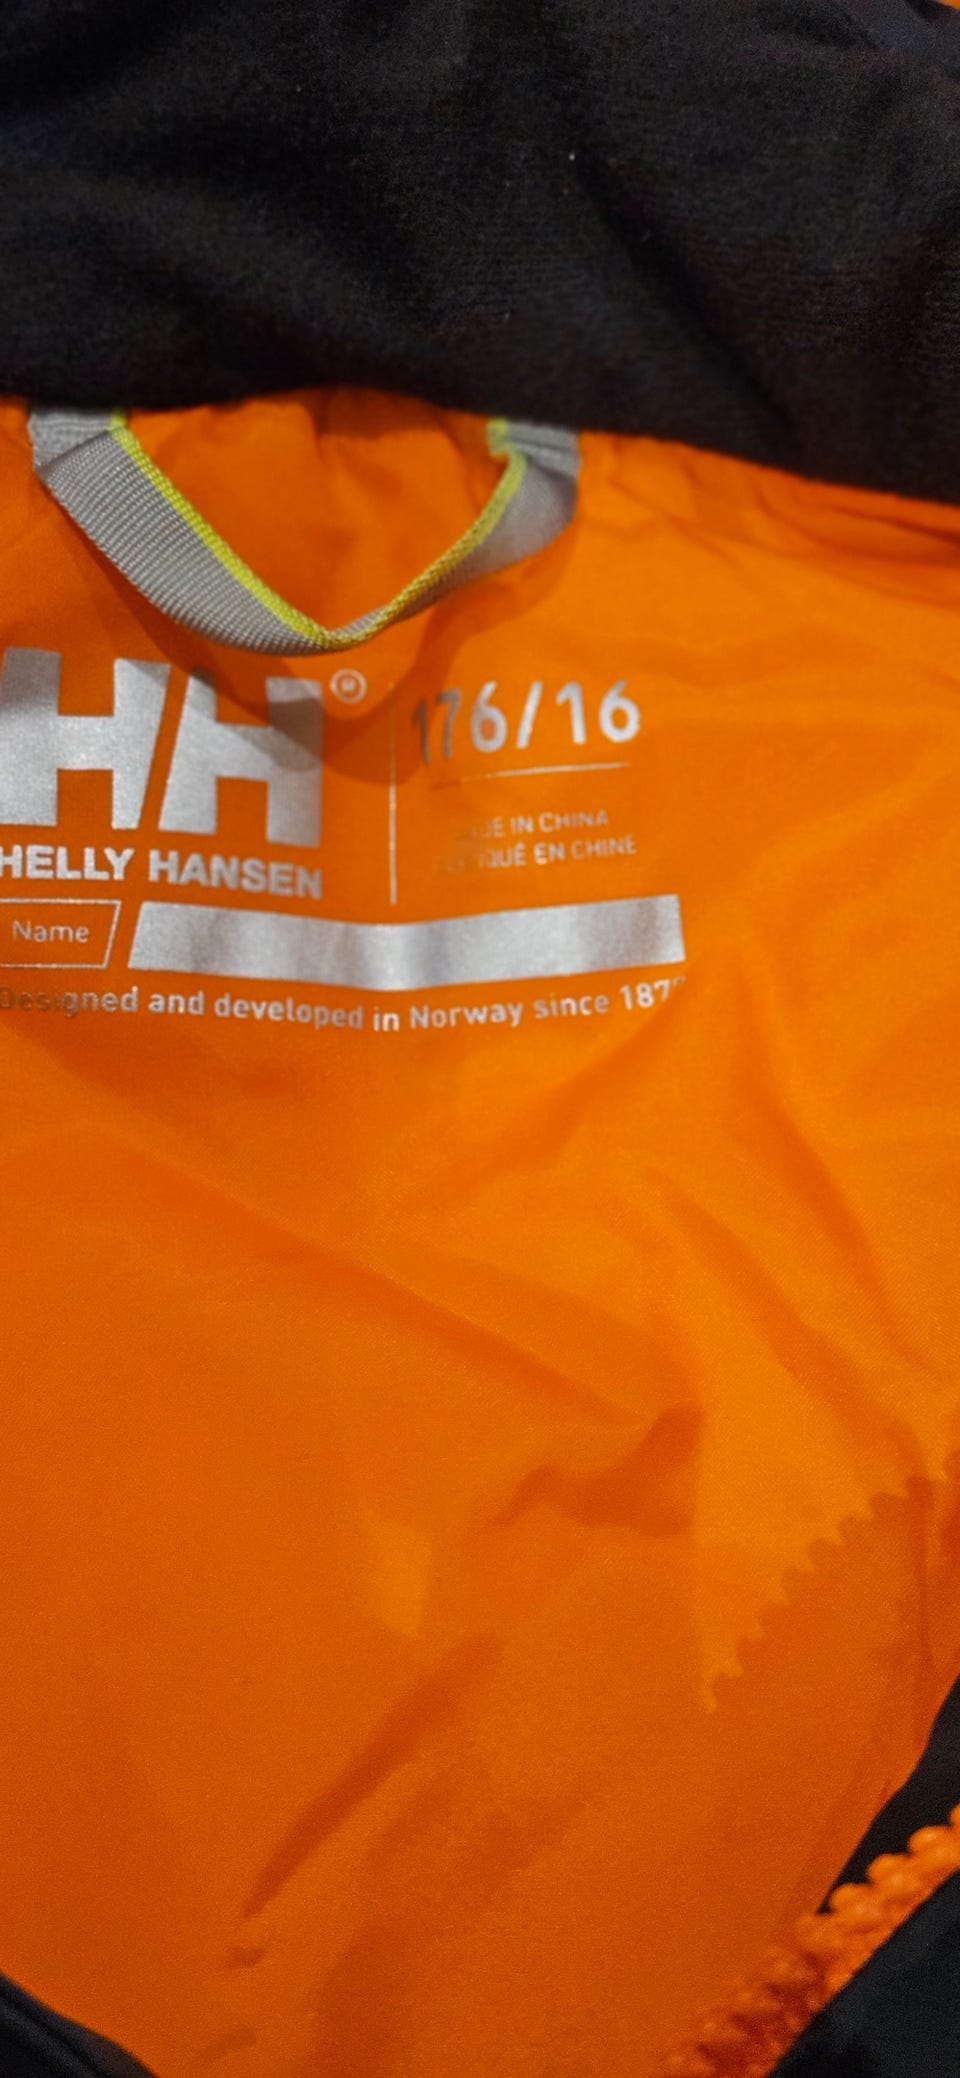 HH®
176/16
IN CHINA
EN CHINE
HELLY HANSEN
Name
Designed and developed in Norway since